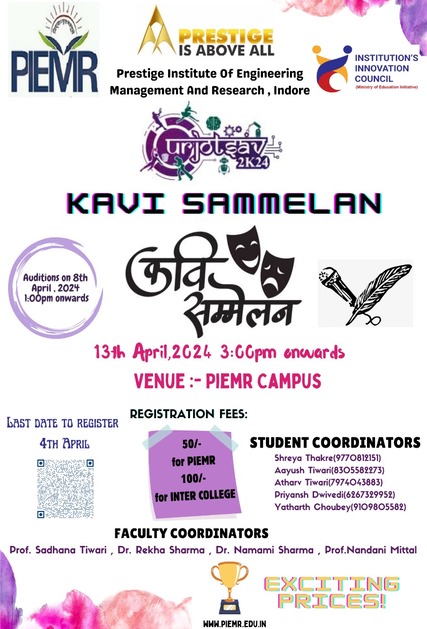 PIEMR
PRESTIGE
IS ABOVE ALL
Prestige Institute Of Engineering
Management And Research , Indore
INSTITUTION'S
INNOVATION
COUNCIL
(Ministry of Education Initiative)
urjotsav
2K24
KAVI SAMMELAN
Auditions on 8th
April , 2024
1:00pm onwards
कवि
सम्मेलन
13th April,2024 3:00pm onwards
VENUE :- PIEMR CAMPUS
REGISTRATION FEES:
LAST DATE TO REGISTER
4TH APRIL
50/-
for PIEMR
100/-
for INTER COLLEGE
STUDENT COORDINATORS
Shreya Thakre(9770812151)
Aayush Tiwari(8305582273)
Atharv Tiwari(7974043883)
Priyansh Dwivedi(6267329952)
Yatharth Choubey(9109805582)
FACULTY COORDINATORS
Prof. Sadhana Tiwari , Dr. Rekha Sharma , Dr. Namami Sharma , Prof.Nandani Mittal
EXCITING
PRICES!
WWW.PIEMR.EDU.IN